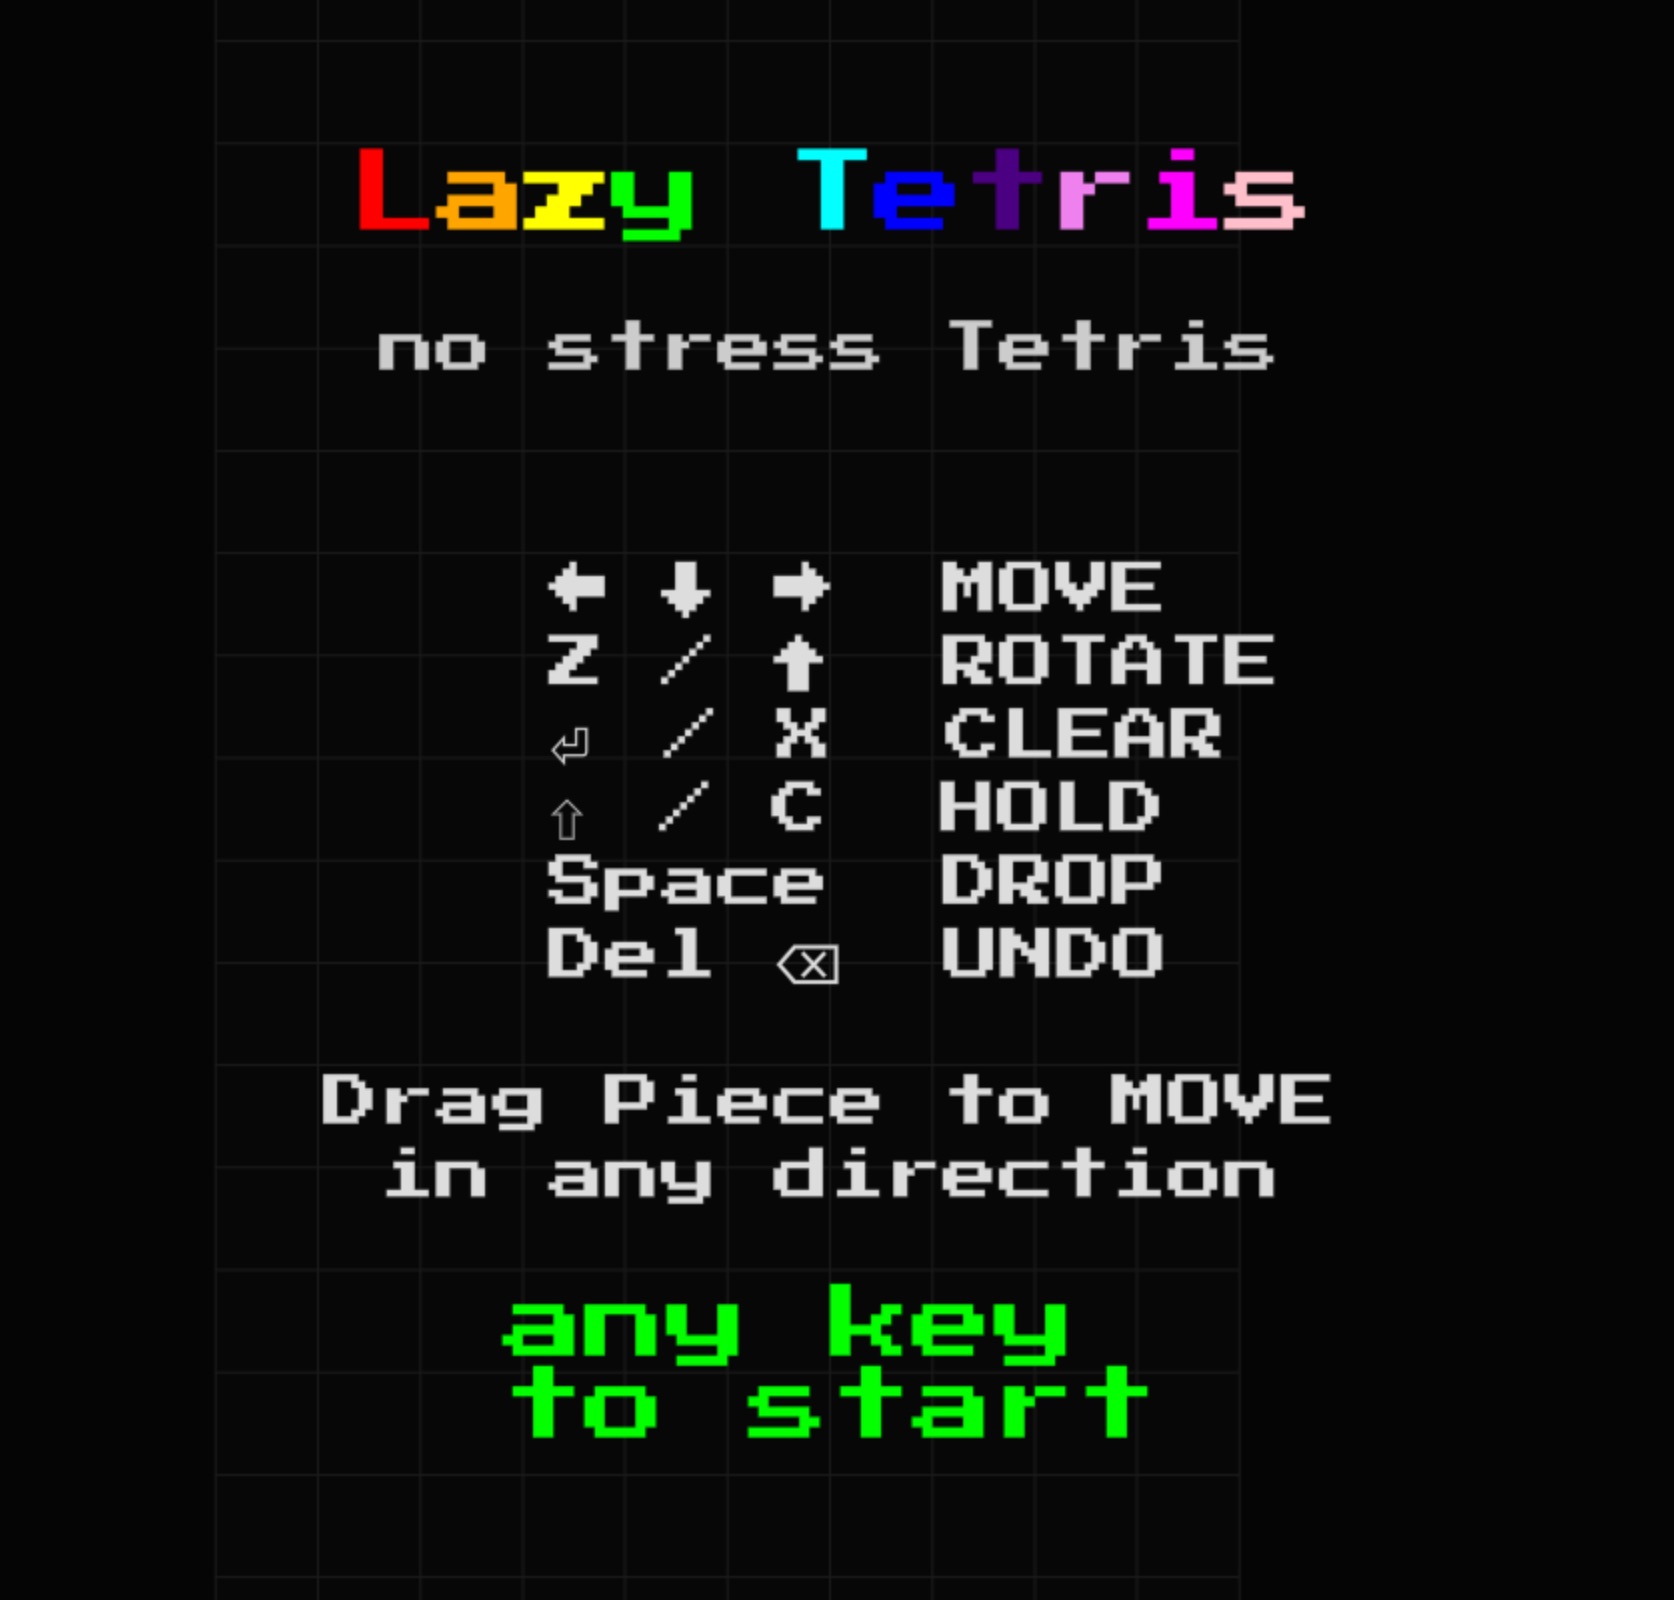 Lazy Tetris
no stress Tetris
← ↓ → MOVE
Z / ↑ ROTATE
⏎ / X CLEAR
⇧ / C HOLD
Space DROP
Del ⌫ UNDO
Drag Piece to MOVE
in any direction
any key
to start